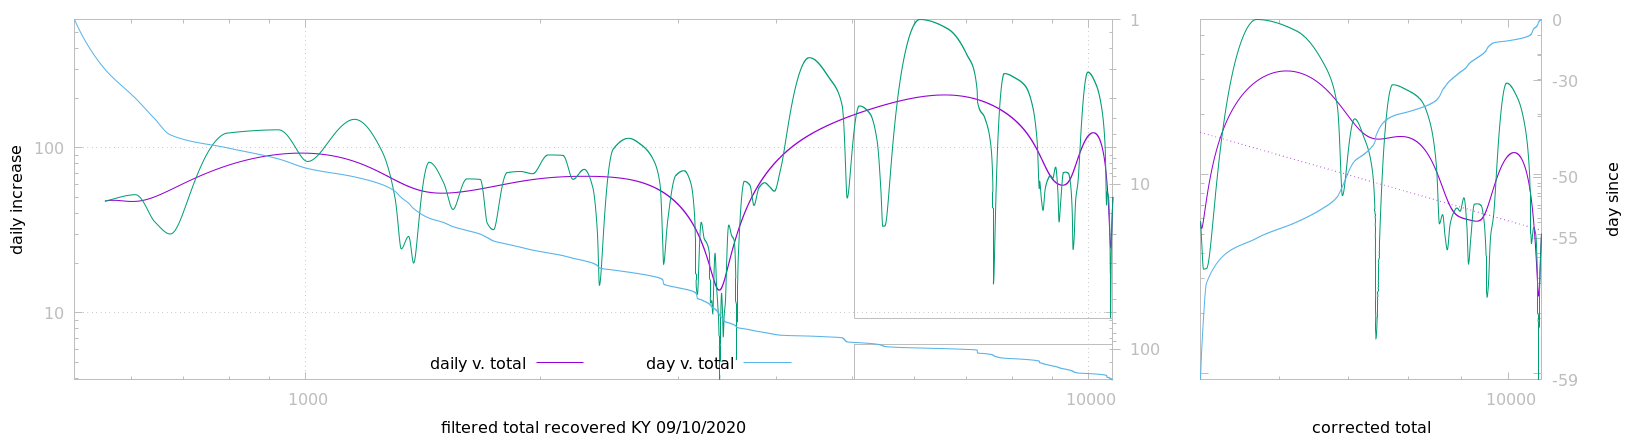 daily increase
100
10
1000
10000
1
10
100
daily v. total
day v. total
filtered total recovered KY 09/10/2020
0
-30
-50
-55
-59
10000
day since
corrected total